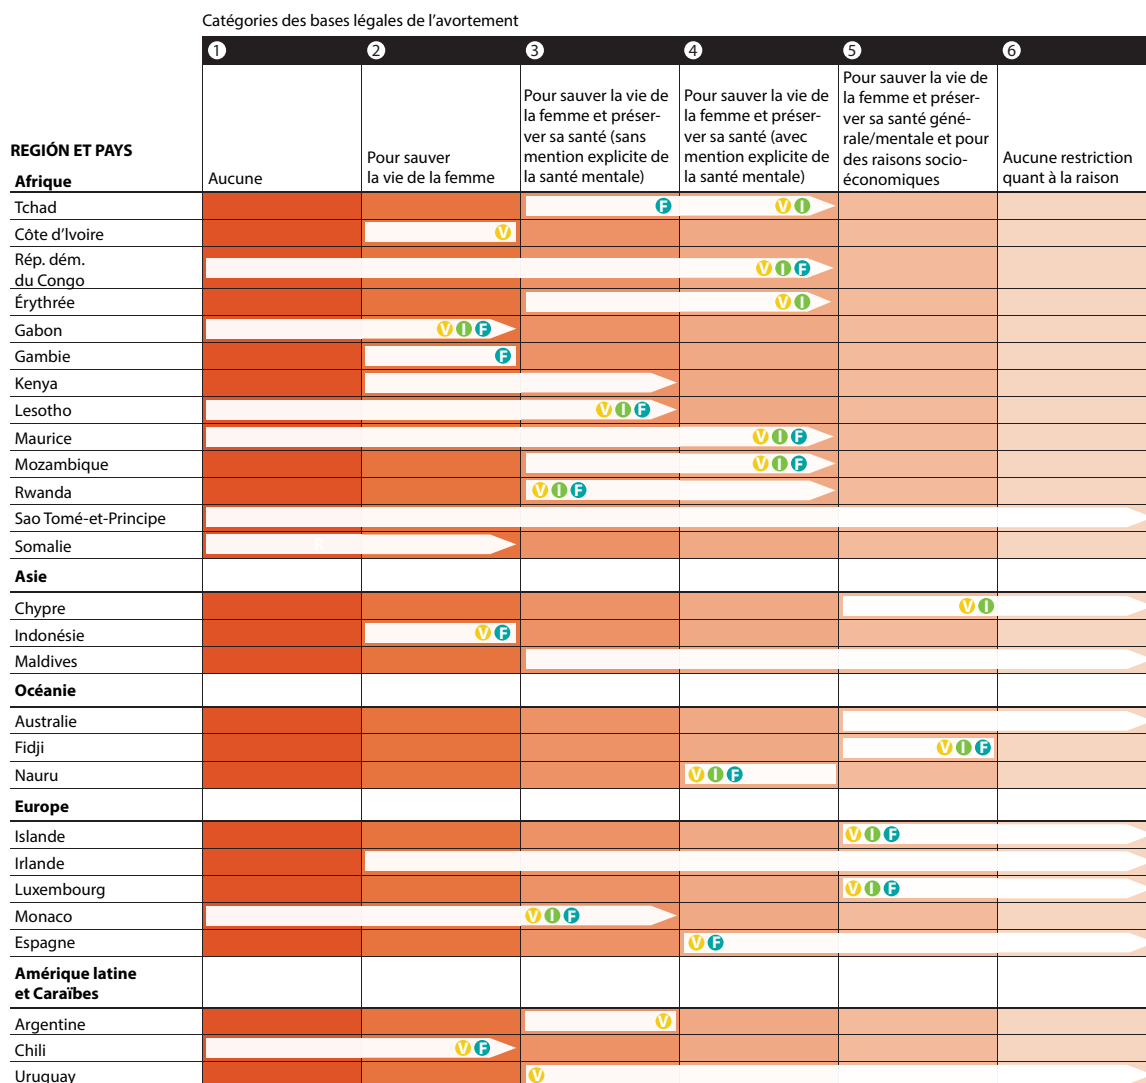 Catégories des bases légales de l’avortement
1 2 3 4 5 6
REGIÓN ET PAYS
Aucune
Pour sauver
la vie de la femme
Pour sauver la vie de
la femme et préser-
ver sa santé (sans
mention explicite de
la santé mentale)
Pour sauver la vie de
la femme et préser-
ver sa santé (avec
mention explicite de
la santé mentale)
Pour sauver la vie de
la femme et préser-
ver sa santé géné-
rale/mentale et pour
des raisons socio-
économiques
Aucune restriction
quant à la raison
Afrique
Tchad F V I
Côte d’Ivoire V
Rép. dém.
du Congo V I F
Érythrée V I
Gabon V I F
Gambie F
Kenya
Lesotho V I F
Maurice V I F
Mozambique V I F
Rwanda V I F
Sao Tomé-et-Principe
Somalie
Asie
Chypre V I
Indonésie V F
Maldives
Océanie
Australie
Fidji V I F
Nauru V I F
Europe
Islande V I F
Irlande
Luxembourg V I F
Monaco V I F
Espagne V F
Amérique latine
et Caraïbes
Argentine V
Chili V F
Uruguay V